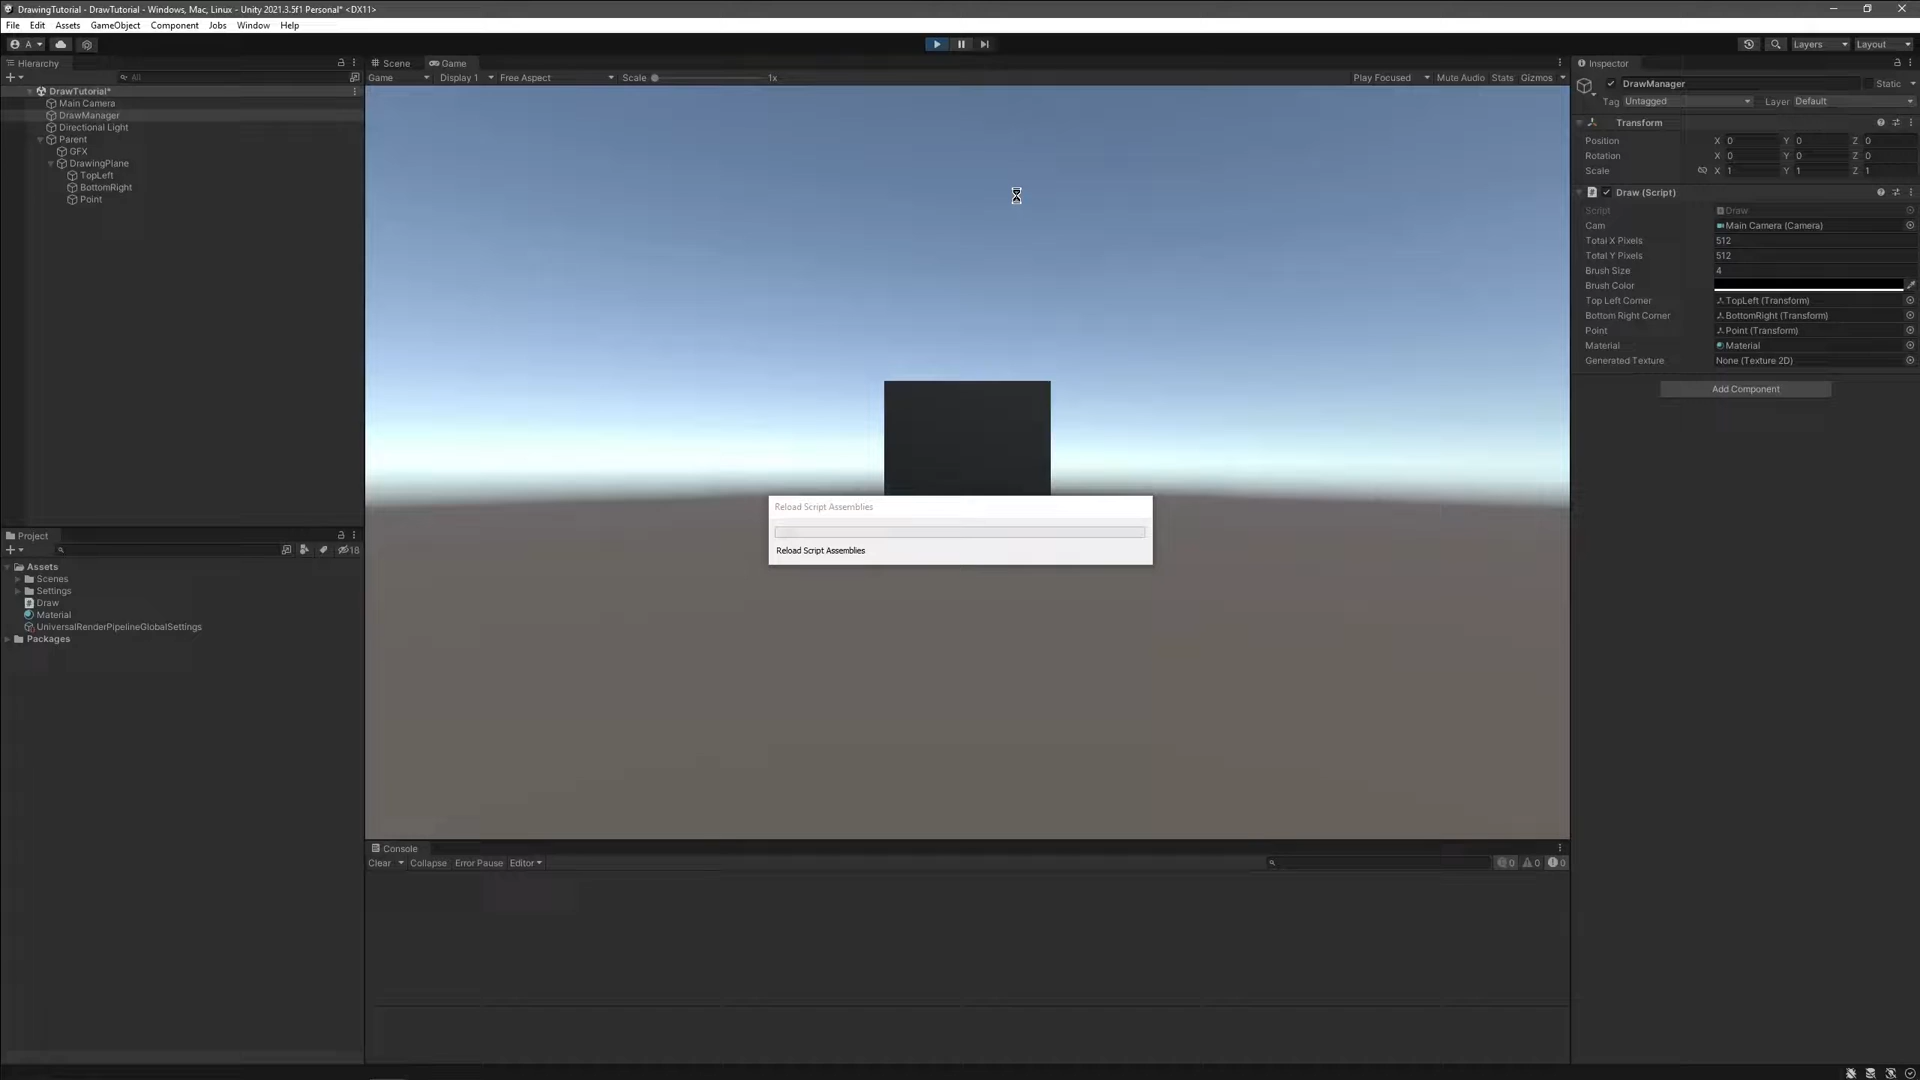 DrawingTutorial - DrawTutorial - Windows, Mac, Linux - Unity 2021.3.5f1 Personal* <DX11>
File Edit Assets GameObject Component Jobs Window Help
A Layers Layout
Hierarchy
All
DrawTutorial*
Main Camera
DrawManager
Directional Light
Parent
GFX
DrawingPlane
TopLeft
BottomRight
Point
Project
18
Assets
Scenes
Settings
Draw
Material
UniversalRenderPipelineGlobalSettings
Packages
Scene Game
Game Display 1 Free Aspect Scale 1x Play Focused Mute Audio Stats Gizmos
Reload Script Assemblies
Reload Script Assemblies
Console
Clear Collapse Error Pause Editor 0 0 0
Inspector
DrawManager Static
Tag Untagged Layer Default
Transform
Position X 0 Y 0 Z 0
Rotation X 0 Y 0 Z 0
Scale X 1 Y 1 Z 1
Draw (Script)
Script Draw
Cam Main Camera (Camera)
Total X Pixels 512
Total Y Pixels 512
Brush Size 4
Brush Color
Top Left Corner TopLeft (Transform)
Bottom Right Corner BottomRight (Transform)
Point Point (Transform)
Material Material
Generated Texture None (Texture 2D)
Add Component